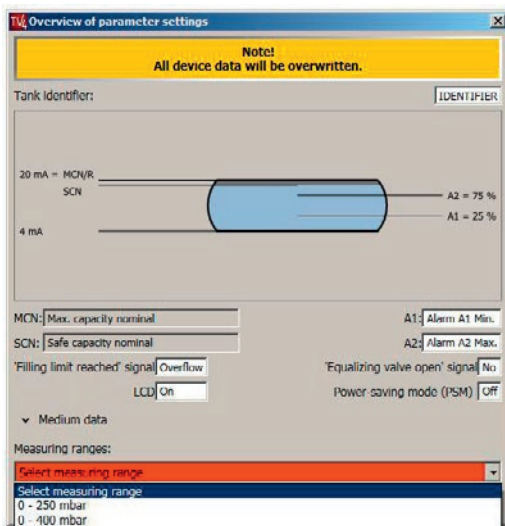 TV4 Overview of parameter settings
Note!
All device data will be overwritten.
Tank identifier: IDENTIFIER
20 mA = MCN/R
SCN
A2 = 75 %
A1 = 25 %
4 mA
MCN: Max. capacity nominal A1: Alarm A1 Min.
SCN: Safe capacity nominal A2: Alarm A2 Max.
'Filling limit reached' signal Overflow 'Equalizing valve open' signal No
LCD On Power-saving mode (PSM) Off
Medium data
Measuring ranges:
Select measuring range
Select measuring range
0 - 250 mbar
0 - 400 mbar